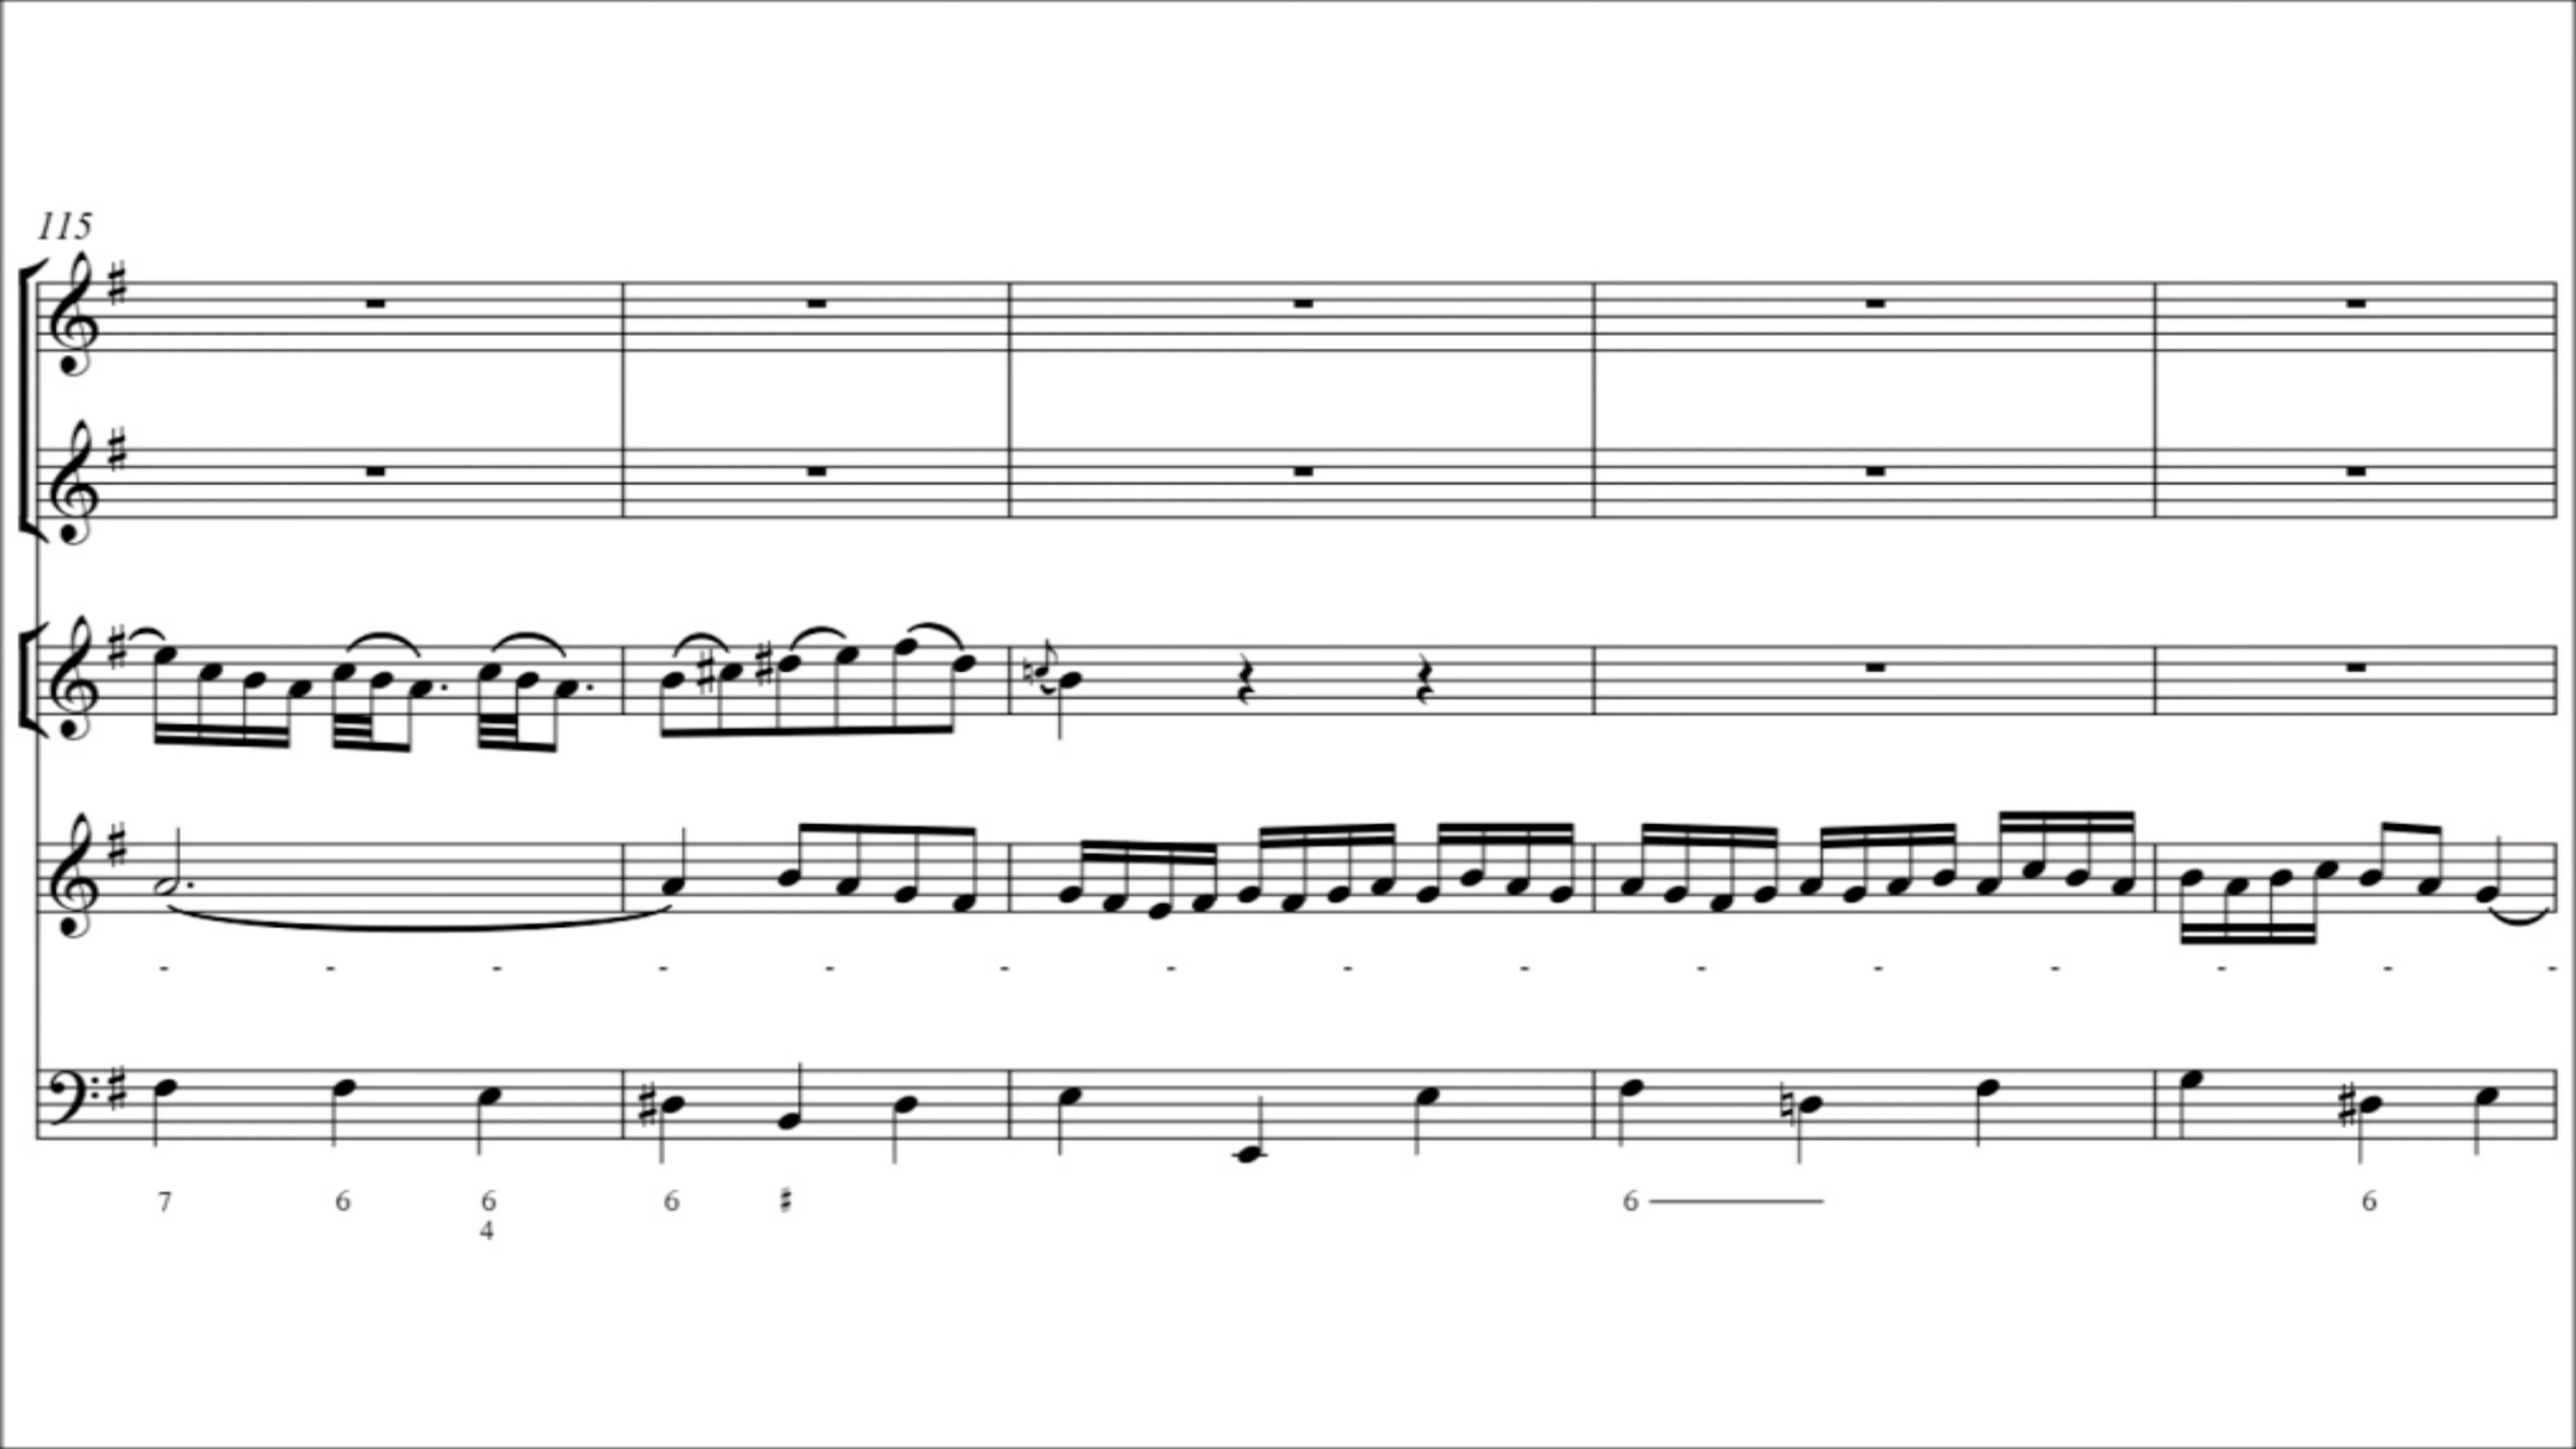 115
- - - - - - - - - - - - - - -
7 6 6 6 ♯ 6 6
4